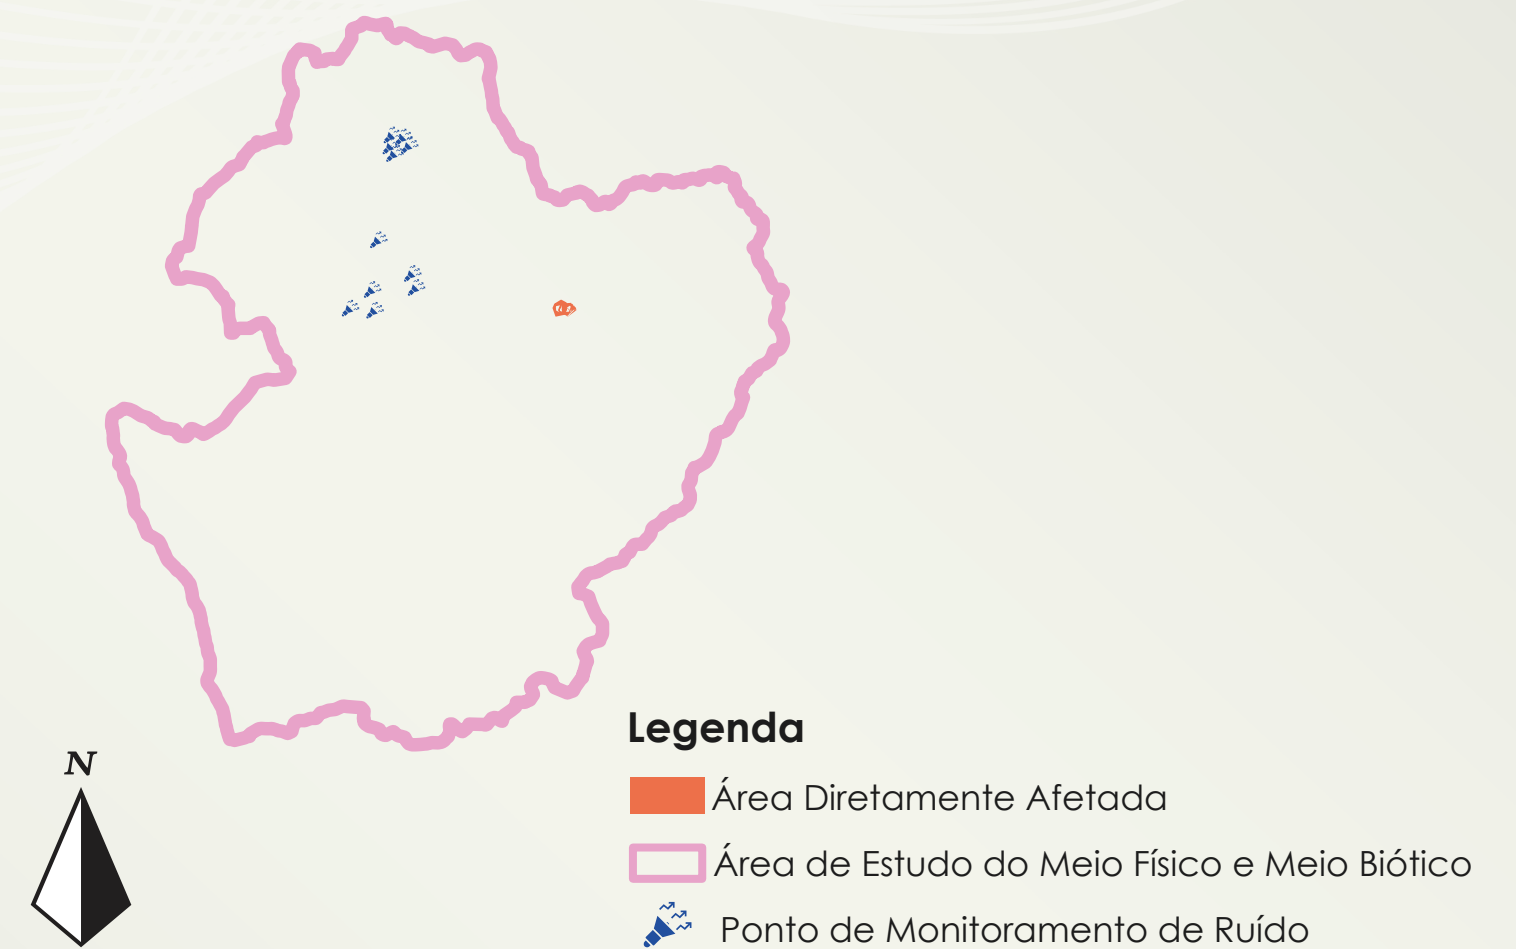 N
Legenda
Área Diretamente Afetada
Área de Estudo do Meio Físico e Meio Biótico
Ponto de Monitoramento de Ruído